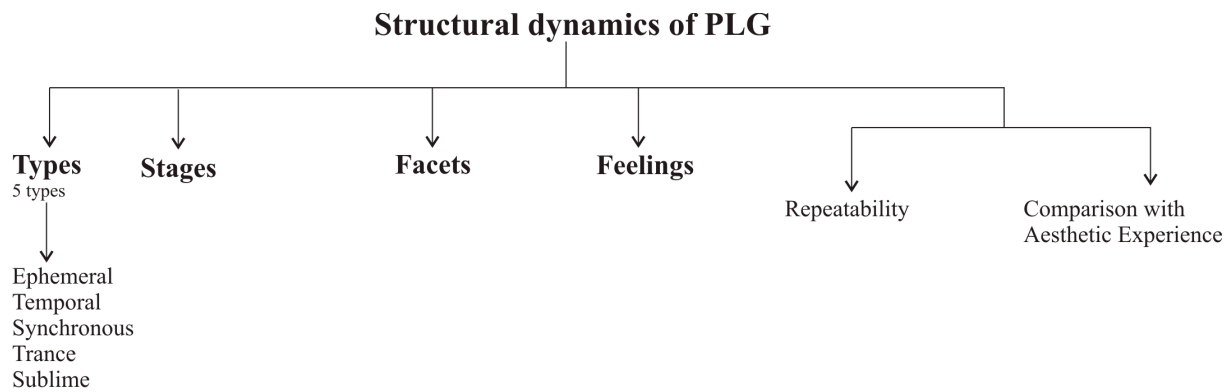 Structural dynamics of PLG
Types
5 types
Ephemeral
Temporal
Synchronous
Trance
Sublime
Stages
Facets
Feelings
Repeatability
Comparison with
Aesthetic Experience